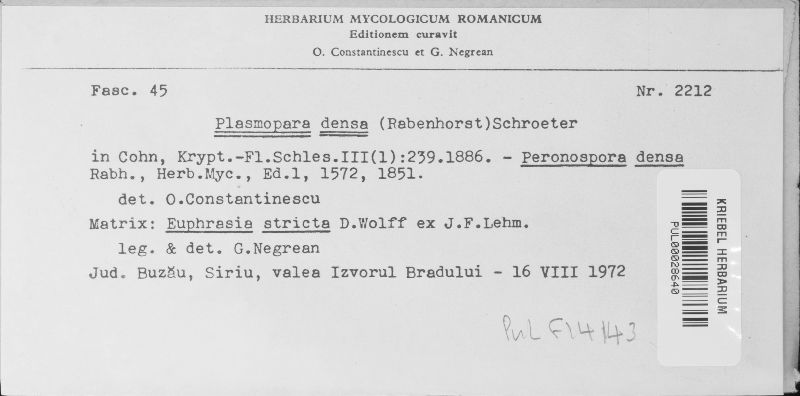 HERBARIUM MYCOLOGICUM ROMANICUM
Editionem curavit
O. Constantinescu et G. Negrean
Fasc. 45 Nr. 2212
Plasmopara densa (Rabenhorst)Schroeter
in Cohn, Krypt.-Fl.Schles.III(1):239.1886. - Peronospora densa
Rabh., Herb.Myc., Ed.1, 1572, 1851.
det. O.Constantinescu
Matrix: Euphrasia stricta D.Wolff ex J.F.Lehm.
leg. & det. G.Negrean
Jud. Buzău, Siriu, valea Izvorul Bradului - 16 VIII 1972
KRIEBEL HERBARIUM
PUL00028640
PUL F14143